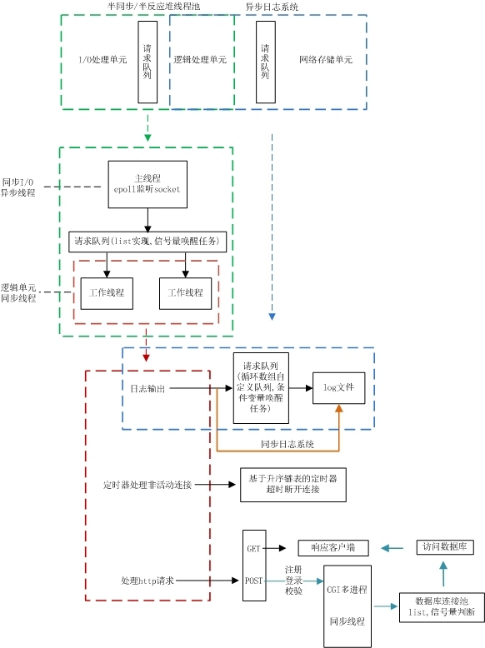 半同步/半反应堆线程池
异步日志系统
I/O处理单元
请求队列
逻辑处理单元
请求队列
网络存储单元
主线程
epoll监听socket
同步I/O
异步线程
请求队列(list实现,信号量唤醒任务)
逻辑单元
同步线程
工作线程
工作线程
日志输出
请求队列
(循环数组自
定义队列,条
件变量唤醒
任务)
log文件
同步日志系统
定时器处理非活动连接
基于升序链表的定时器
超时断开连接
处理http请求
GET
POST
响应客户端
访问数据库
注册
登录
校验
CGI多进程
同步线程
数据库连接池
list,信号量判断